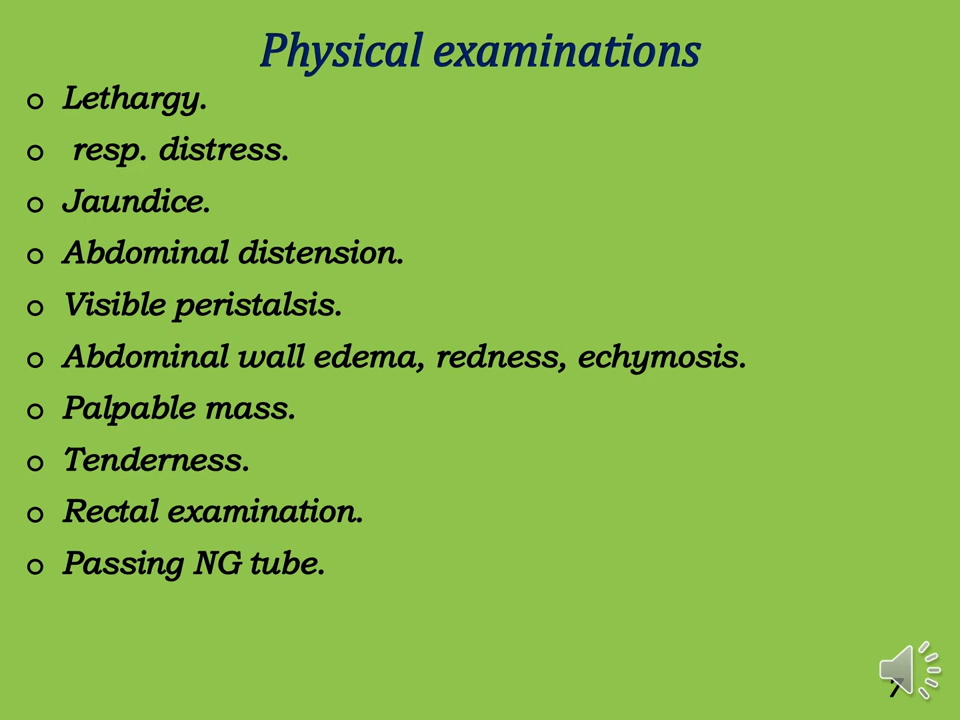 Physical examinations
o Lethargy.
o resp. distress.
o Jaundice.
o Abdominal distension.
o Visible peristalsis.
o Abdominal wall edema, redness, echymosis.
o Palpable mass.
o Tenderness.
o Rectal examination.
o Passing NG tube.
7